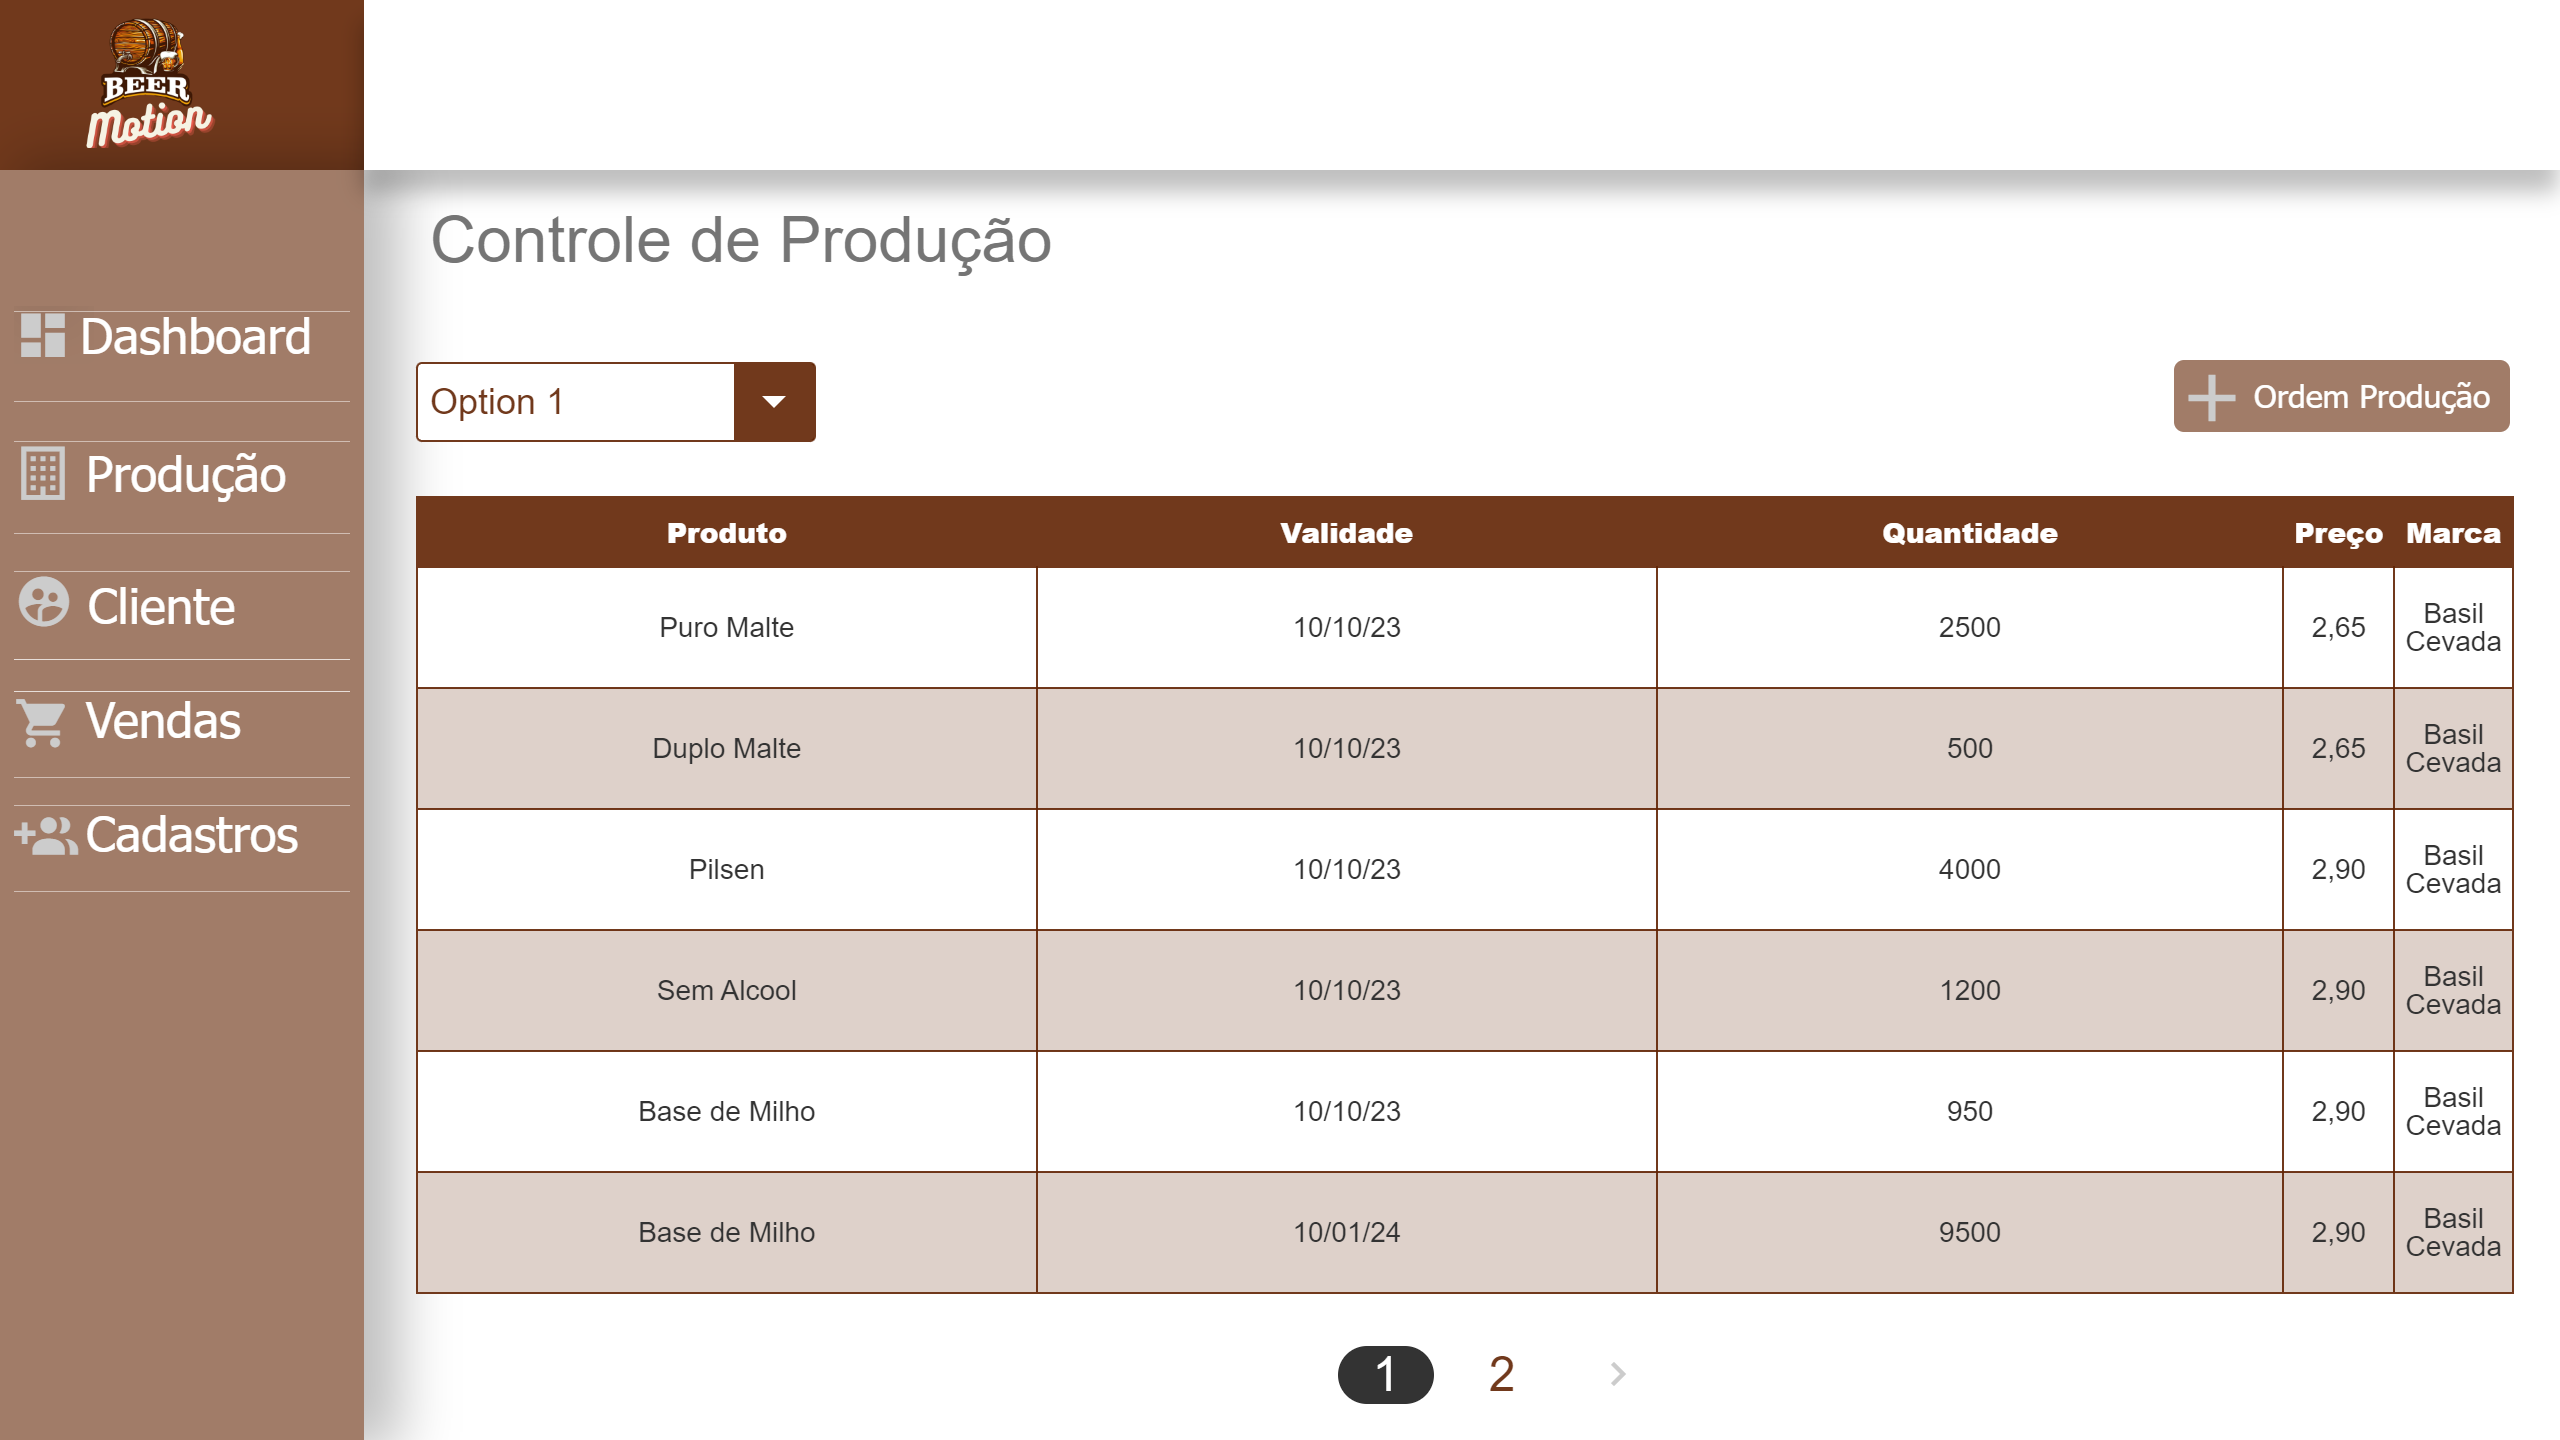 BEER
Motion
Controle de Produção
Dashboard
Produção
Cliente
Vendas
Cadastros
Option 1
Ordem Produção
Produto Validade Quantidade Preço Marca
Puro Malte 10/10/23 2500 2,65 Basil Cevada
Duplo Malte 10/10/23 500 2,65 Basil Cevada
Pilsen 10/10/23 4000 2,90 Basil Cevada
Sem Alcool 10/10/23 1200 2,90 Basil Cevada
Base de Milho 10/10/23 950 2,90 Basil Cevada
Base de Milho 10/01/24 9500 2,90 Basil Cevada
1 2